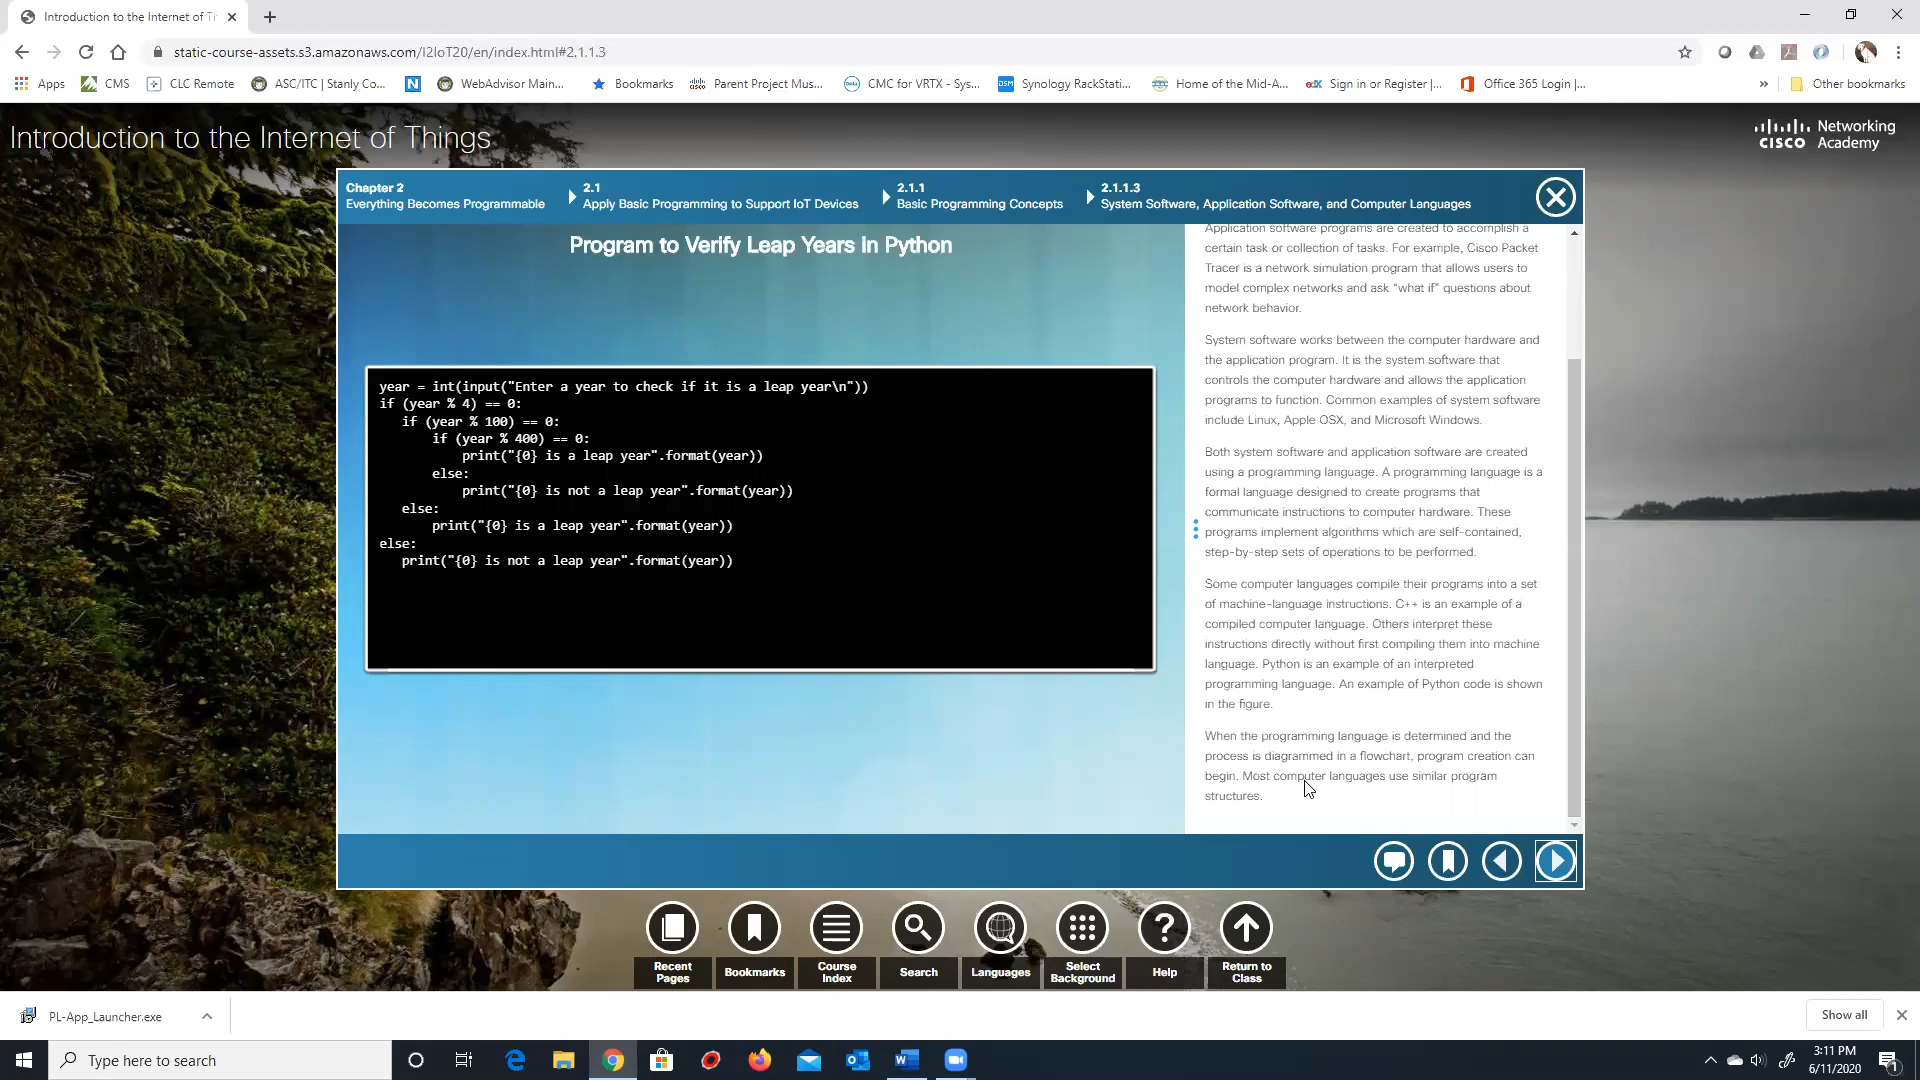 Introduction to the Internet of Ti
static-course-assets.s3.amazonaws.com/I2IoT20/en/index.html#2.1.1.3
Apps CMS CLC Remote ASC/ITC | Stanly Co... N WebAdvisor Main... Bookmarks Parent Project Mus... CMC for VRTX - Sys... DSM Synology RackStati... Home of the Mid-A... edX Sign in or Register |... Office 365 Login |... » Other bookmarks
Introduction to the Internet of Things
Networking
CISCO Academy
Chapter 2
Everything Becomes Programmable
2.1
Apply Basic Programming to Support IoT Devices
2.1.1
Basic Programming Concepts
2.1.1.3
System Software, Application Software, and Computer Languages
Program to Verify Leap Years in Python
year = int(input("Enter a year to check if it is a leap year\n"))
if (year % 4) == 0:
if (year % 100) == 0:
if (year % 400) == 0:
print("{0} is a leap year".format(year))
else:
print("{0} is not a leap year".format(year))
else:
print("{0} is a leap year".format(year))
else:
print("{0} is not a leap year".format(year))
Application software programs are created to accomplish a
certain task or collection of tasks. For example, Cisco Packet
Tracer is a network simulation program that allows users to
model complex networks and ask “what if” questions about
network behavior.
System software works between the computer hardware and
the application program. It is the system software that
controls the computer hardware and allows the application
programs to function. Common examples of system software
include Linux, Apple OSX, and Microsoft Windows.
Both system software and application software are created
using a programming language. A programming language is a
formal language designed to create programs that
communicate instructions to computer hardware. These
programs implement algorithms which are self-contained,
step-by-step sets of operations to be performed.
Some computer languages compile their programs into a set
of machine-language instructions. C++ is an example of a
compiled computer language. Others interpret these
instructions directly without first compiling them into machine
language. Python is an example of an interpreted
programming language. An example of Python code is shown
in the figure.
When the programming language is determined and the
process is diagrammed in a flowchart, program creation can
begin. Most computer languages use similar program
structures.
Recent
Pages
Bookmarks
Course
Index
Search
Languages
Select
Background
?
Help
Return to
Class
PL-App_Launcher.exe
Show all
Type here to search
3:11 PM
6/11/2020
1